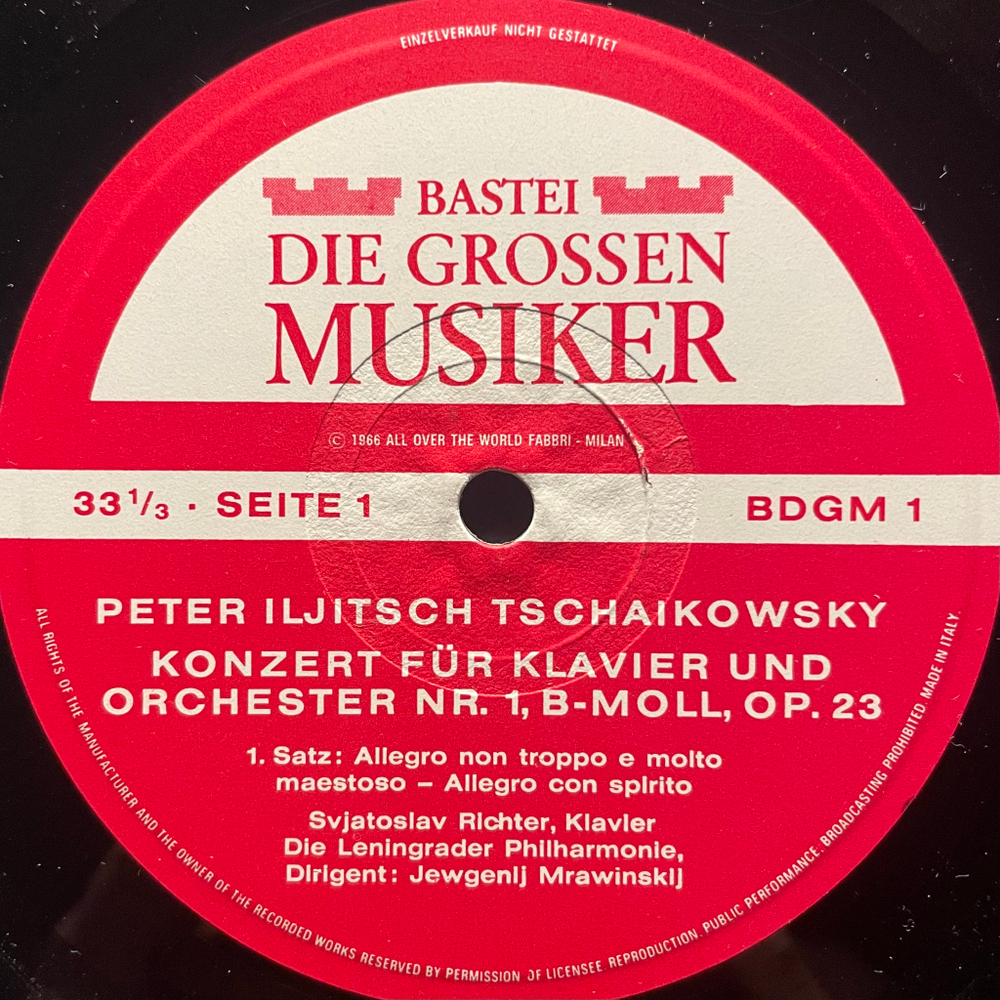 EINZELVERKAUF NICHT GESTATTET
BASTEI
DIE GROSSEN
MUSIKER
© 1966 ALL OVER THE WORLD FABBRI - MILAN
33 1/3 · SEITE 1
BDGM 1
PETER ILJITSCH TSCHAIKOWSKY
KONZERT FÜR KLAVIER UND
ORCHESTER NR. 1, B-MOLL, OP. 23
1. Satz: Allegro non troppo e molto
maestoso – Allegro con spirito
Svjatoslav Richter, Klavier
Die Leningrader Philharmonie,
Dirigent: Jewgenij Mrawinskij
ALL RIGHTS OF THE MANUFACTURER AND THE OWNER OF THE RECORDED WORKS RESERVED BY PERMISSION OF LICENSEE. REPRODUCTION, PUBLIC PERFORMANCE, BROADCASTING PROHIBITED. MADE IN ITALY.